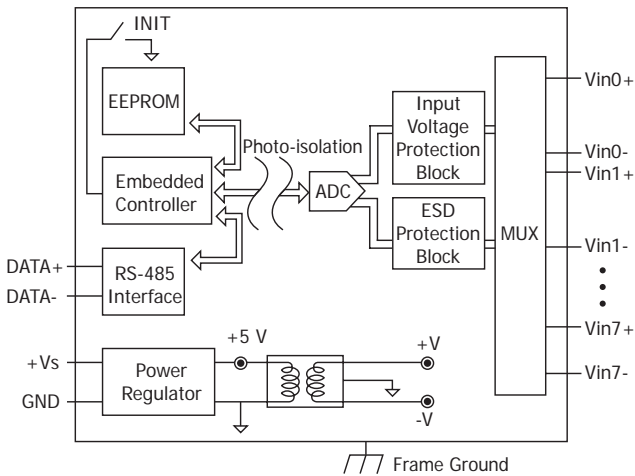 INIT
EEPROM
Photo-isolation
Embedded
Controller
ADC
Input
Voltage
Protection
Block
ESD
Protection
Block
MUX
Vin0+
Vin0-
Vin1+
Vin1-
Vin7+
Vin7-
DATA+
DATA-
RS-485
Interface
+Vs
GND
Power
Regulator
+5 V
+V
-V
Frame Ground